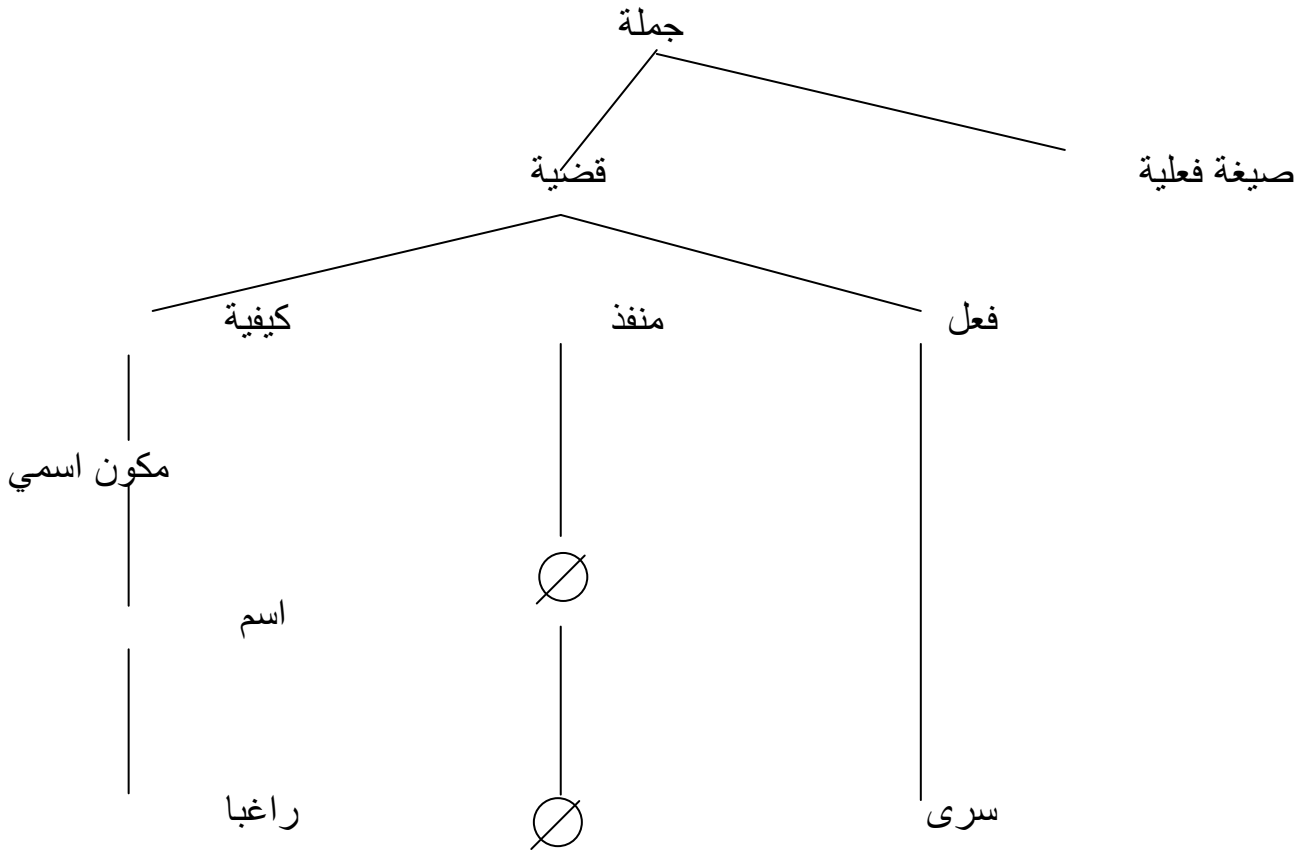 جملة
صيغة فعلية قضية
فعل منفذ كيفية
مكون اسمي
∅
اسم
سرى ∅ راغبا